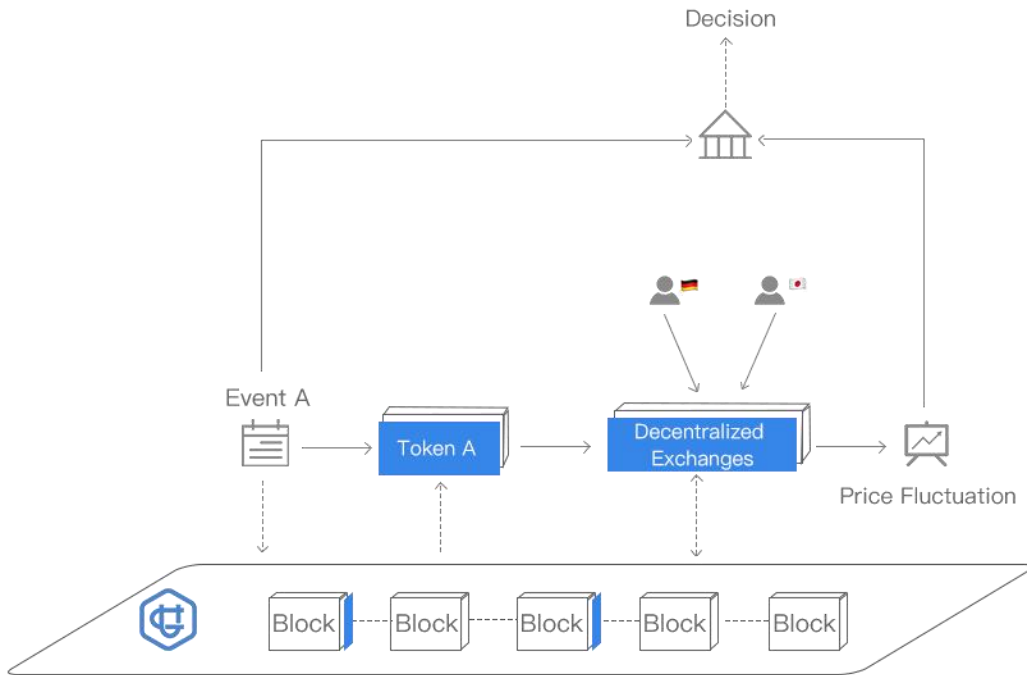 Decision
Event A
Token A
Decentralized
Exchanges
Price Fluctuation
Block
Block
Block
Block
Block